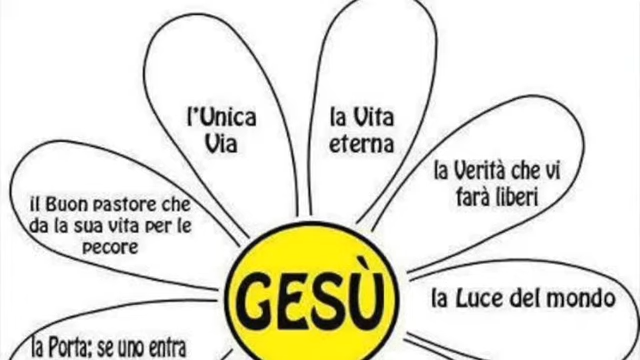 l'Unica
Via
la Vita
eterna
la Verità che vi
farà liberi
il Buon pastore che
da la sua vita per le
pecore
GESÙ
la Luce del mondo
la Porta; se uno entra